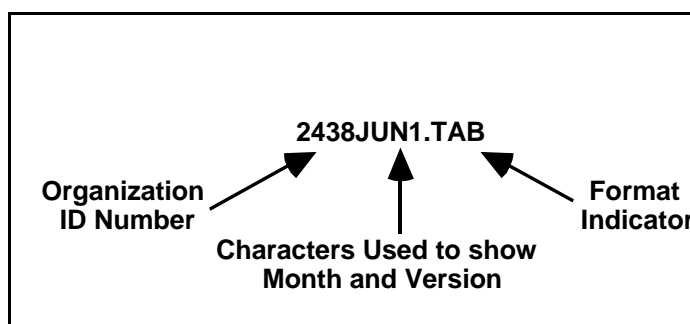 2438JUN1.TAB
Organization
ID Number
Format
Indicator
Characters Used to show
Month and Version